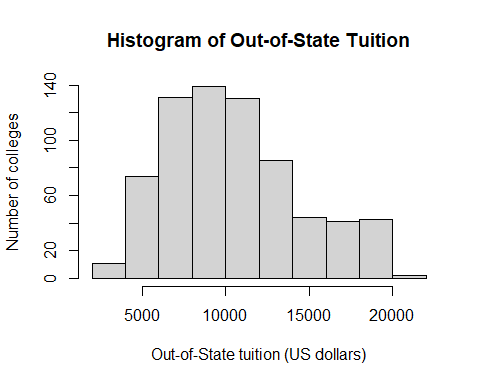 Histogram of Out-of-State Tuition
Number of colleges
140
100
60
20
0
5000 10000 15000 20000
Out-of-State tuition (US dollars)